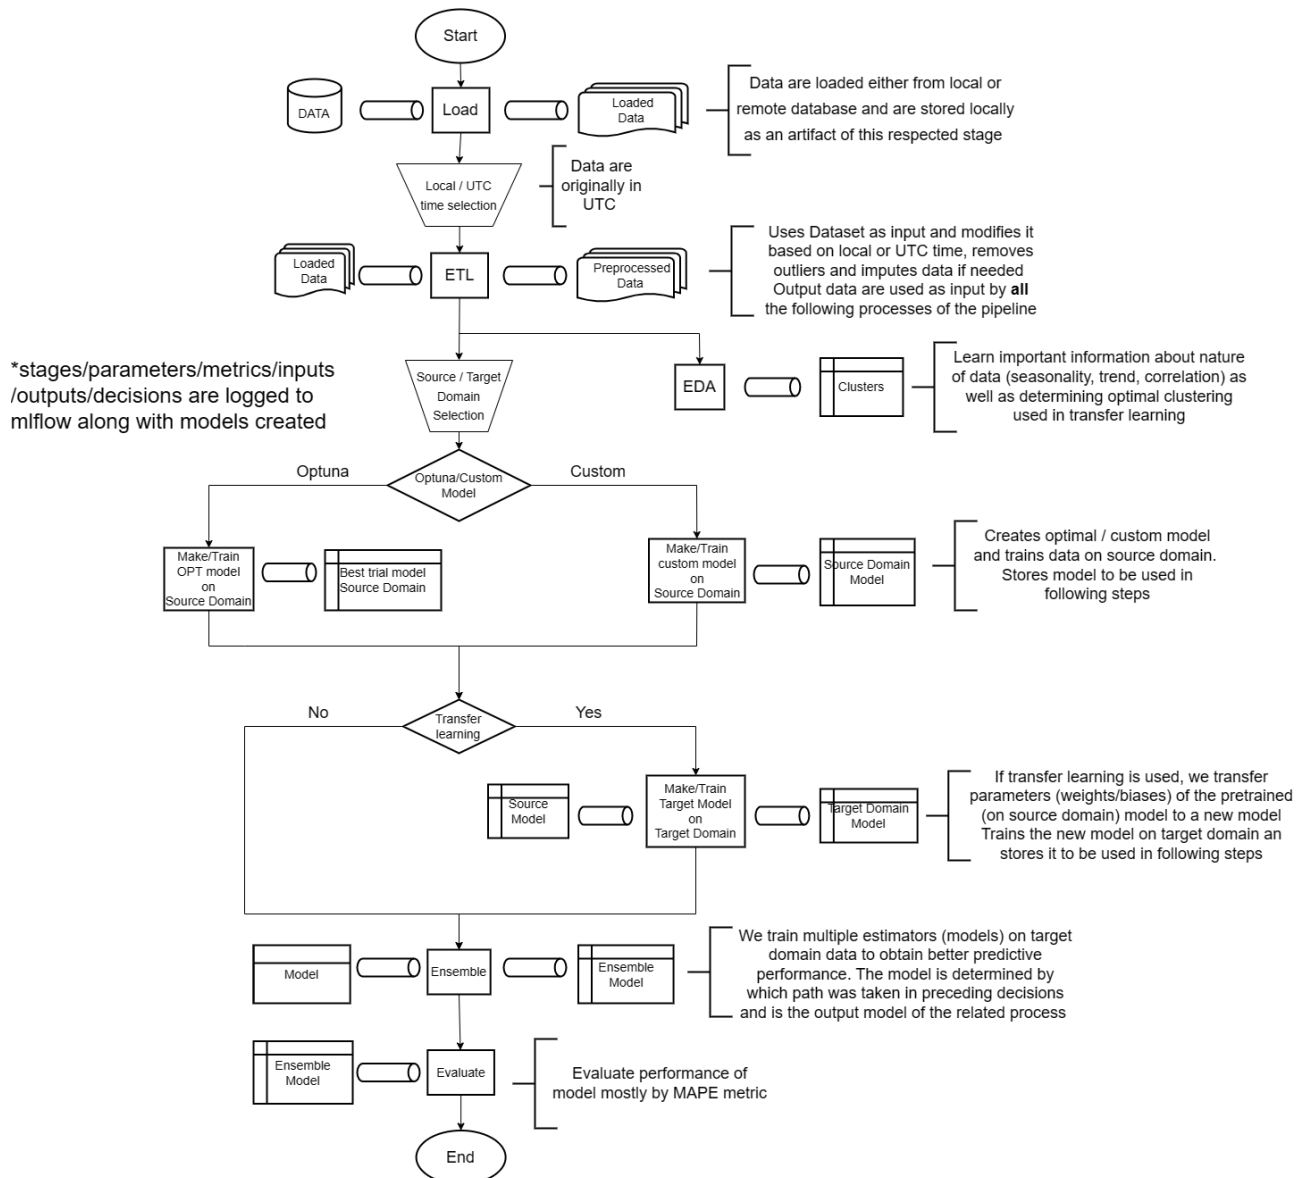 Start
DATA
Load
Loaded
Data
Data are loaded either from local or
remote database and are stored locally
as an artifact of this respected stage
Local / UTC
time selection
Data are
originally in
UTC
Loaded
Data
ETL
Preprocessed
Data
Uses Dataset as input and modifies it
based on local or UTC time, removes
outliers and imputes data if needed
Output data are used as input by all
the following processes of the pipeline
*stages/parameters/metrics/inputs
/outputs/decisions are logged to
mlflow along with models created
Source / Target
Domain
Selection
EDA
Clusters
Learn important information about nature
of data (seasonality, trend, correlation) as
well as determining optimal clustering
used in transfer learning
Optuna
Optuna/Custom
Model
Custom
Make/Train
OPT model
on
Source Domain
Best trial model
Source Domain
Make/Train
custom model
on
Source Domain
Source Domain
Model
Creates optimal / custom model
and trains data on source domain.
Stores model to be used in
following steps
No
Transfer
learning
Yes
Source
Model
Make/Train
Target Model
on
Target Domain
Target Domain
Model
If transfer learning is used, we transfer
parameters (weights/biases) of the pretrained
(on source domain) model to a new model
Trains the new model on target domain an
stores it to be used in following steps
Model
Ensemble
Ensemble
Model
We train multiple estimators (models) on target
domain data to obtain better predictive
performance. The model is determined by
which path was taken in preceding decisions
and is the output model of the related process
Ensemble
Model
Evaluate
Evaluate performance of
model mostly by MAPE metric
End